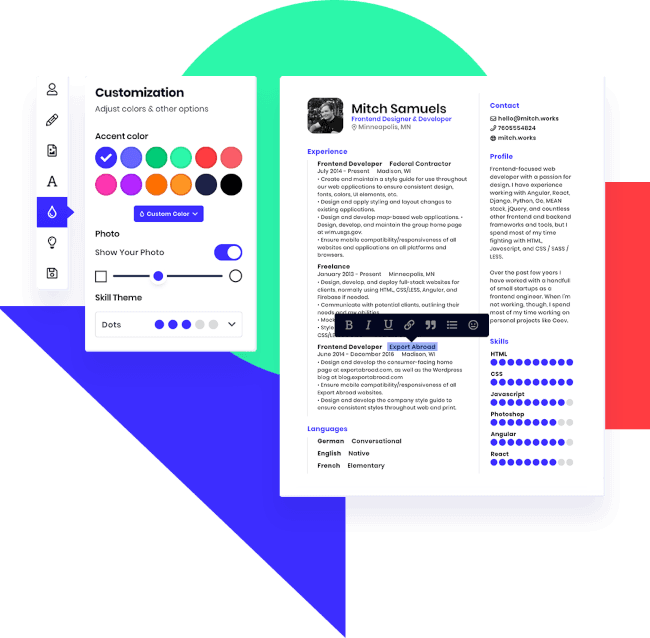 Customization
Adjust colors & other options
Accent color
Custom Color
Photo
Show Your Photo
Skill Theme
Dots
A
Mitch Samuels
Frontend Designer & Developer
Minneapolis, MN
Experience
Frontend Developer Federal Contractor
July 2014 - Present Madison, WI
• Create and maintain a style guide for use throughout
our web applications to ensure consistent design,
fonts, colors, UI elements, etc.
• Design and apply styling and layout changes to
existing applications.
• Design and develop map-based web applications. •
Design, develop, and maintain the group home page
at wim.usgs.gov.
• Ensure mobile compatibility/responsiveness of all
websites and applications on all platforms and
browsers.
Freelance
January 2013 - Present Minneapolis, MN
• Design, develop, and deploy full-stack websites for
clients, normally using HTML, CSS/LESS, Angular, and
Firebase if needed.
• Communicate with potential clients, outlining their
needs and my abilities.
• Mock
• Style
CSS/L
B I U
Frontend Developer Export Abroad
June 2014 - December 2016 Madison, WI
• Design and develop the consumer-facing home
page at exportabroad.com, as well as the Wordpress
blog at blog.exportabroad.com
• Ensure mobile compatibility/responsiveness of all
Export Abroad websites.
• Design and develop the company style guide to
ensure consistent styles throughout web and print.
Languages
German Conversational
English Native
French Elementary
Contact
hello@mitch.works
7605554824
mitch.works
Profile
Frontend-focused web
developer with a passion for
design. I have experience
working with Angular, React,
Django, Python, Go, MEAN
stack, jQuery, and countless
other frontend and backend
frameworks and tools, but I
spend most of my time
fighting with HTML,
Javascript, and CSS / SASS /
LESS.
Over the past few years I
have worked with a handfull
of small startups as a
frontend engineer. When I'm
not working, though, I spend
most of my time working on
personal projects like Ceev.
Skills
HTML
CSS
Javascript
Photoshop
Angular
React